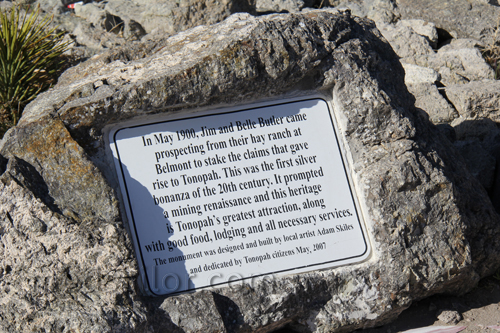 In May 1900, Jim and Belle Butler came
prospecting from their hay ranch at
Belmont to stake the claims that gave
rise to Tonopah. This was the first silver
bonanza of the 20th century. It prompted
a mining renaissance and this heritage
is Tonopah's greatest attraction, along
with good food, lodging and all necessary services.
The monument was designed and built by local artist Adam Skiles
and dedicated by Tonopah citizens May, 2007